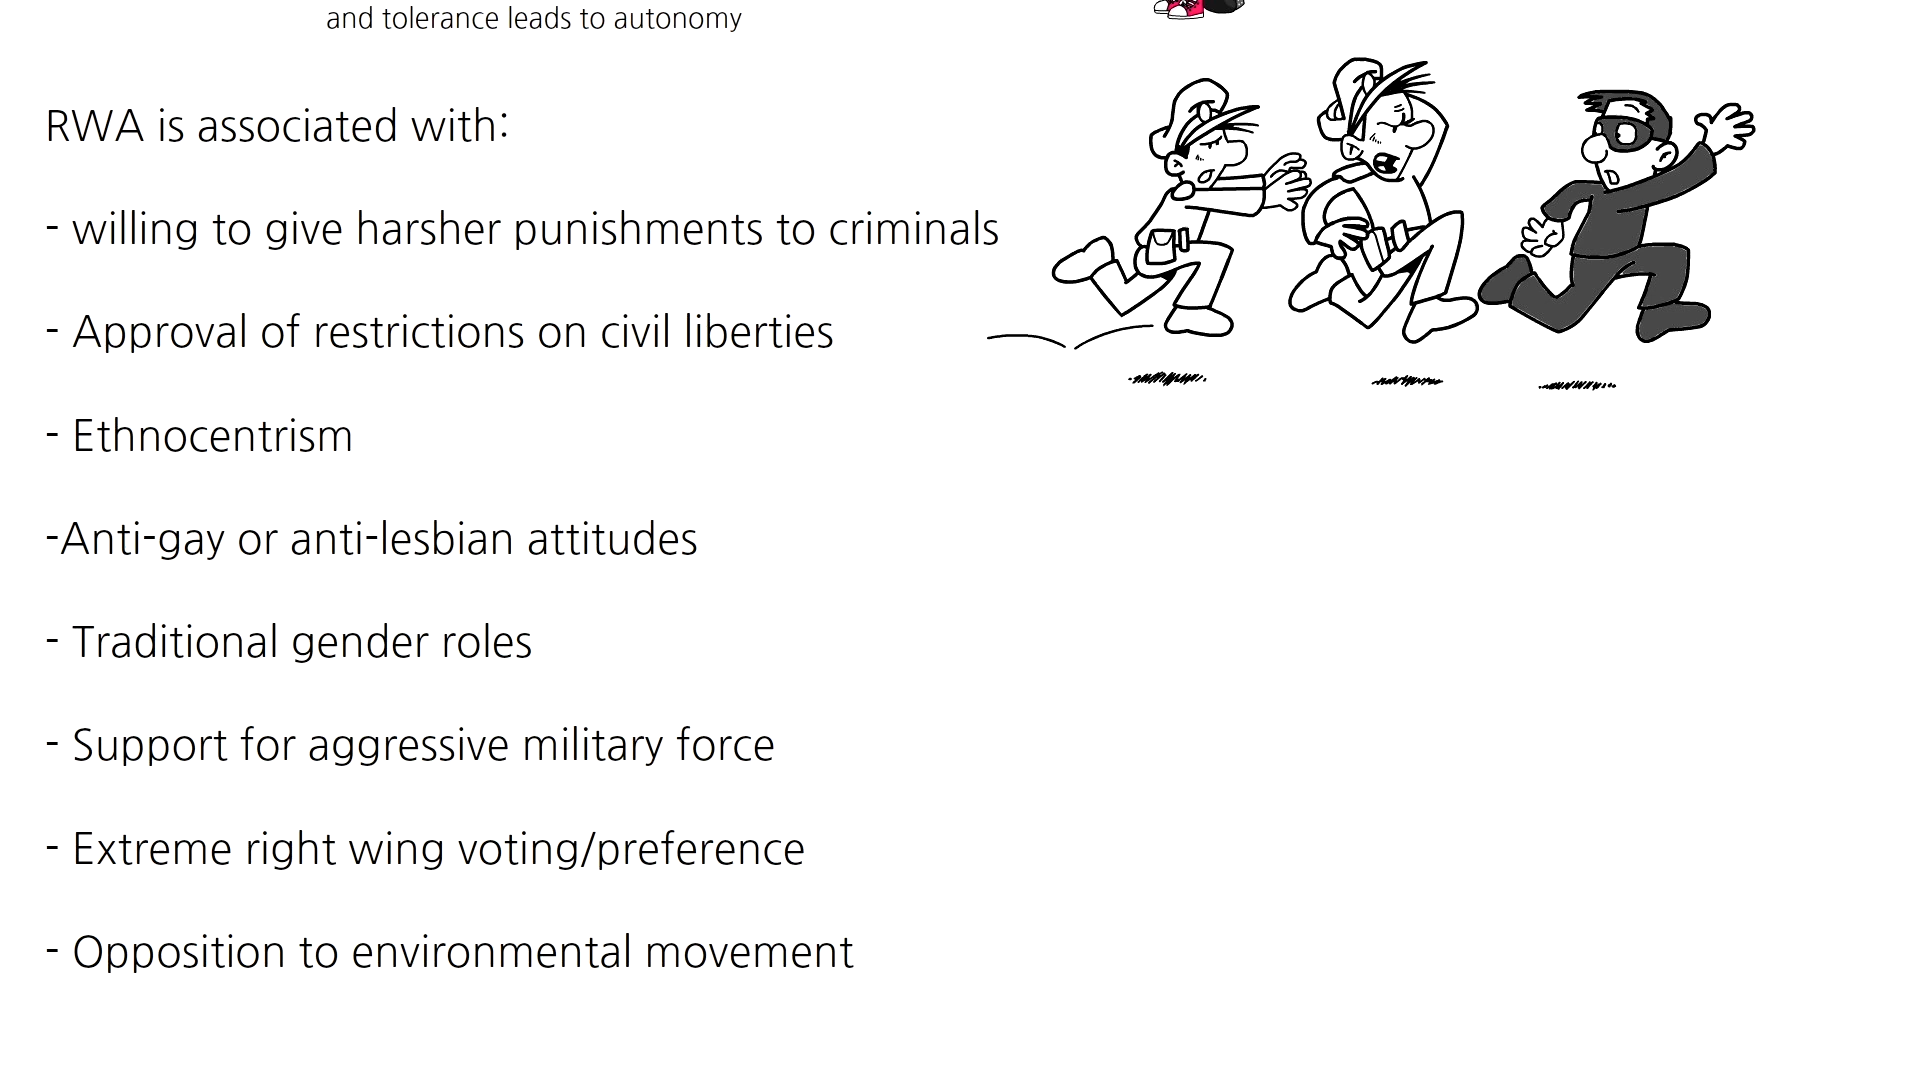 and tolerance leads to autonomy
RWA is associated with:
- willing to give harsher punishments to criminals
- Approval of restrictions on civil liberties
- Ethnocentrism
-Anti-gay or anti-lesbian attitudes
- Traditional gender roles
- Support for aggressive military force
- Extreme right wing voting/preference
- Opposition to environmental movement